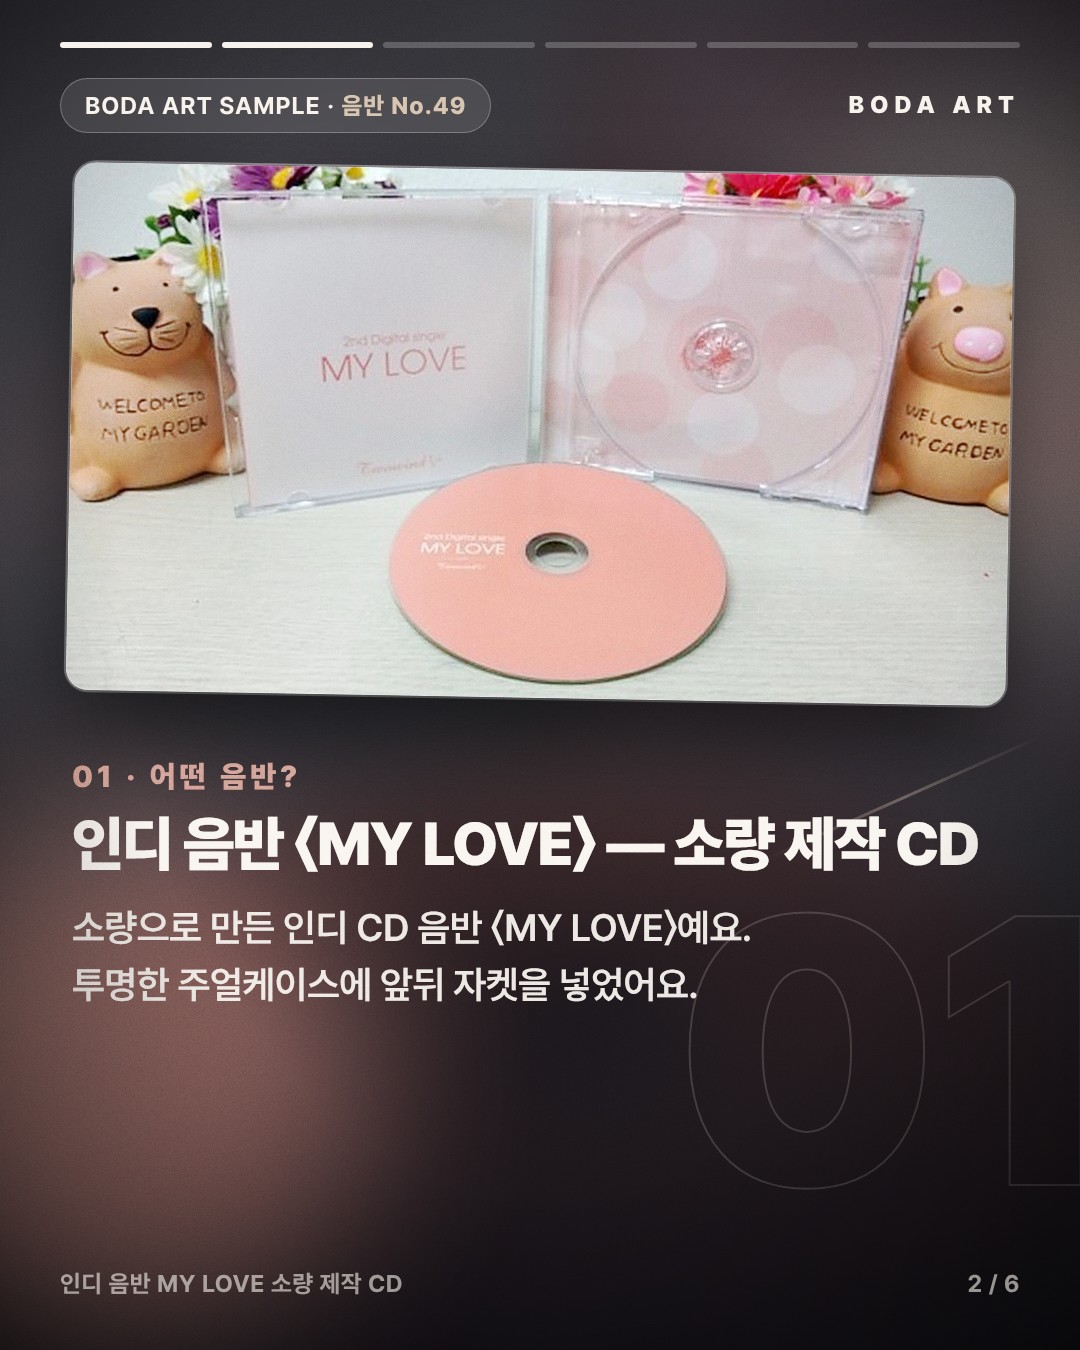 BODA ART SAMPLE · 음반 No.49
BODA ART
2nd Digital single
MY LOVE
WELCOME TO
MY GARDEN
WELCOME TO
MY GARDEN
2nd Digital single
MY LOVE
01 · 어떤 음반?
인디 음반 〈MY LOVE〉 — 소량 제작 CD
소량으로 만든 인디 CD 음반 〈MY LOVE〉예요.
투명한 주얼케이스에 앞뒤 자켓을 넣었어요.
01
인디 음반 MY LOVE 소량 제작 CD
2 / 6